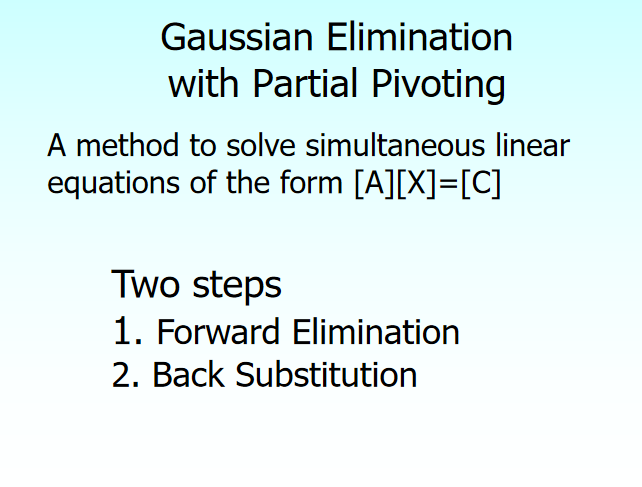 Gaussian Elimination
with Partial Pivoting
A method to solve simultaneous linear
equations of the form [A][X]=[C]
Two steps
1. Forward Elimination
2. Back Substitution